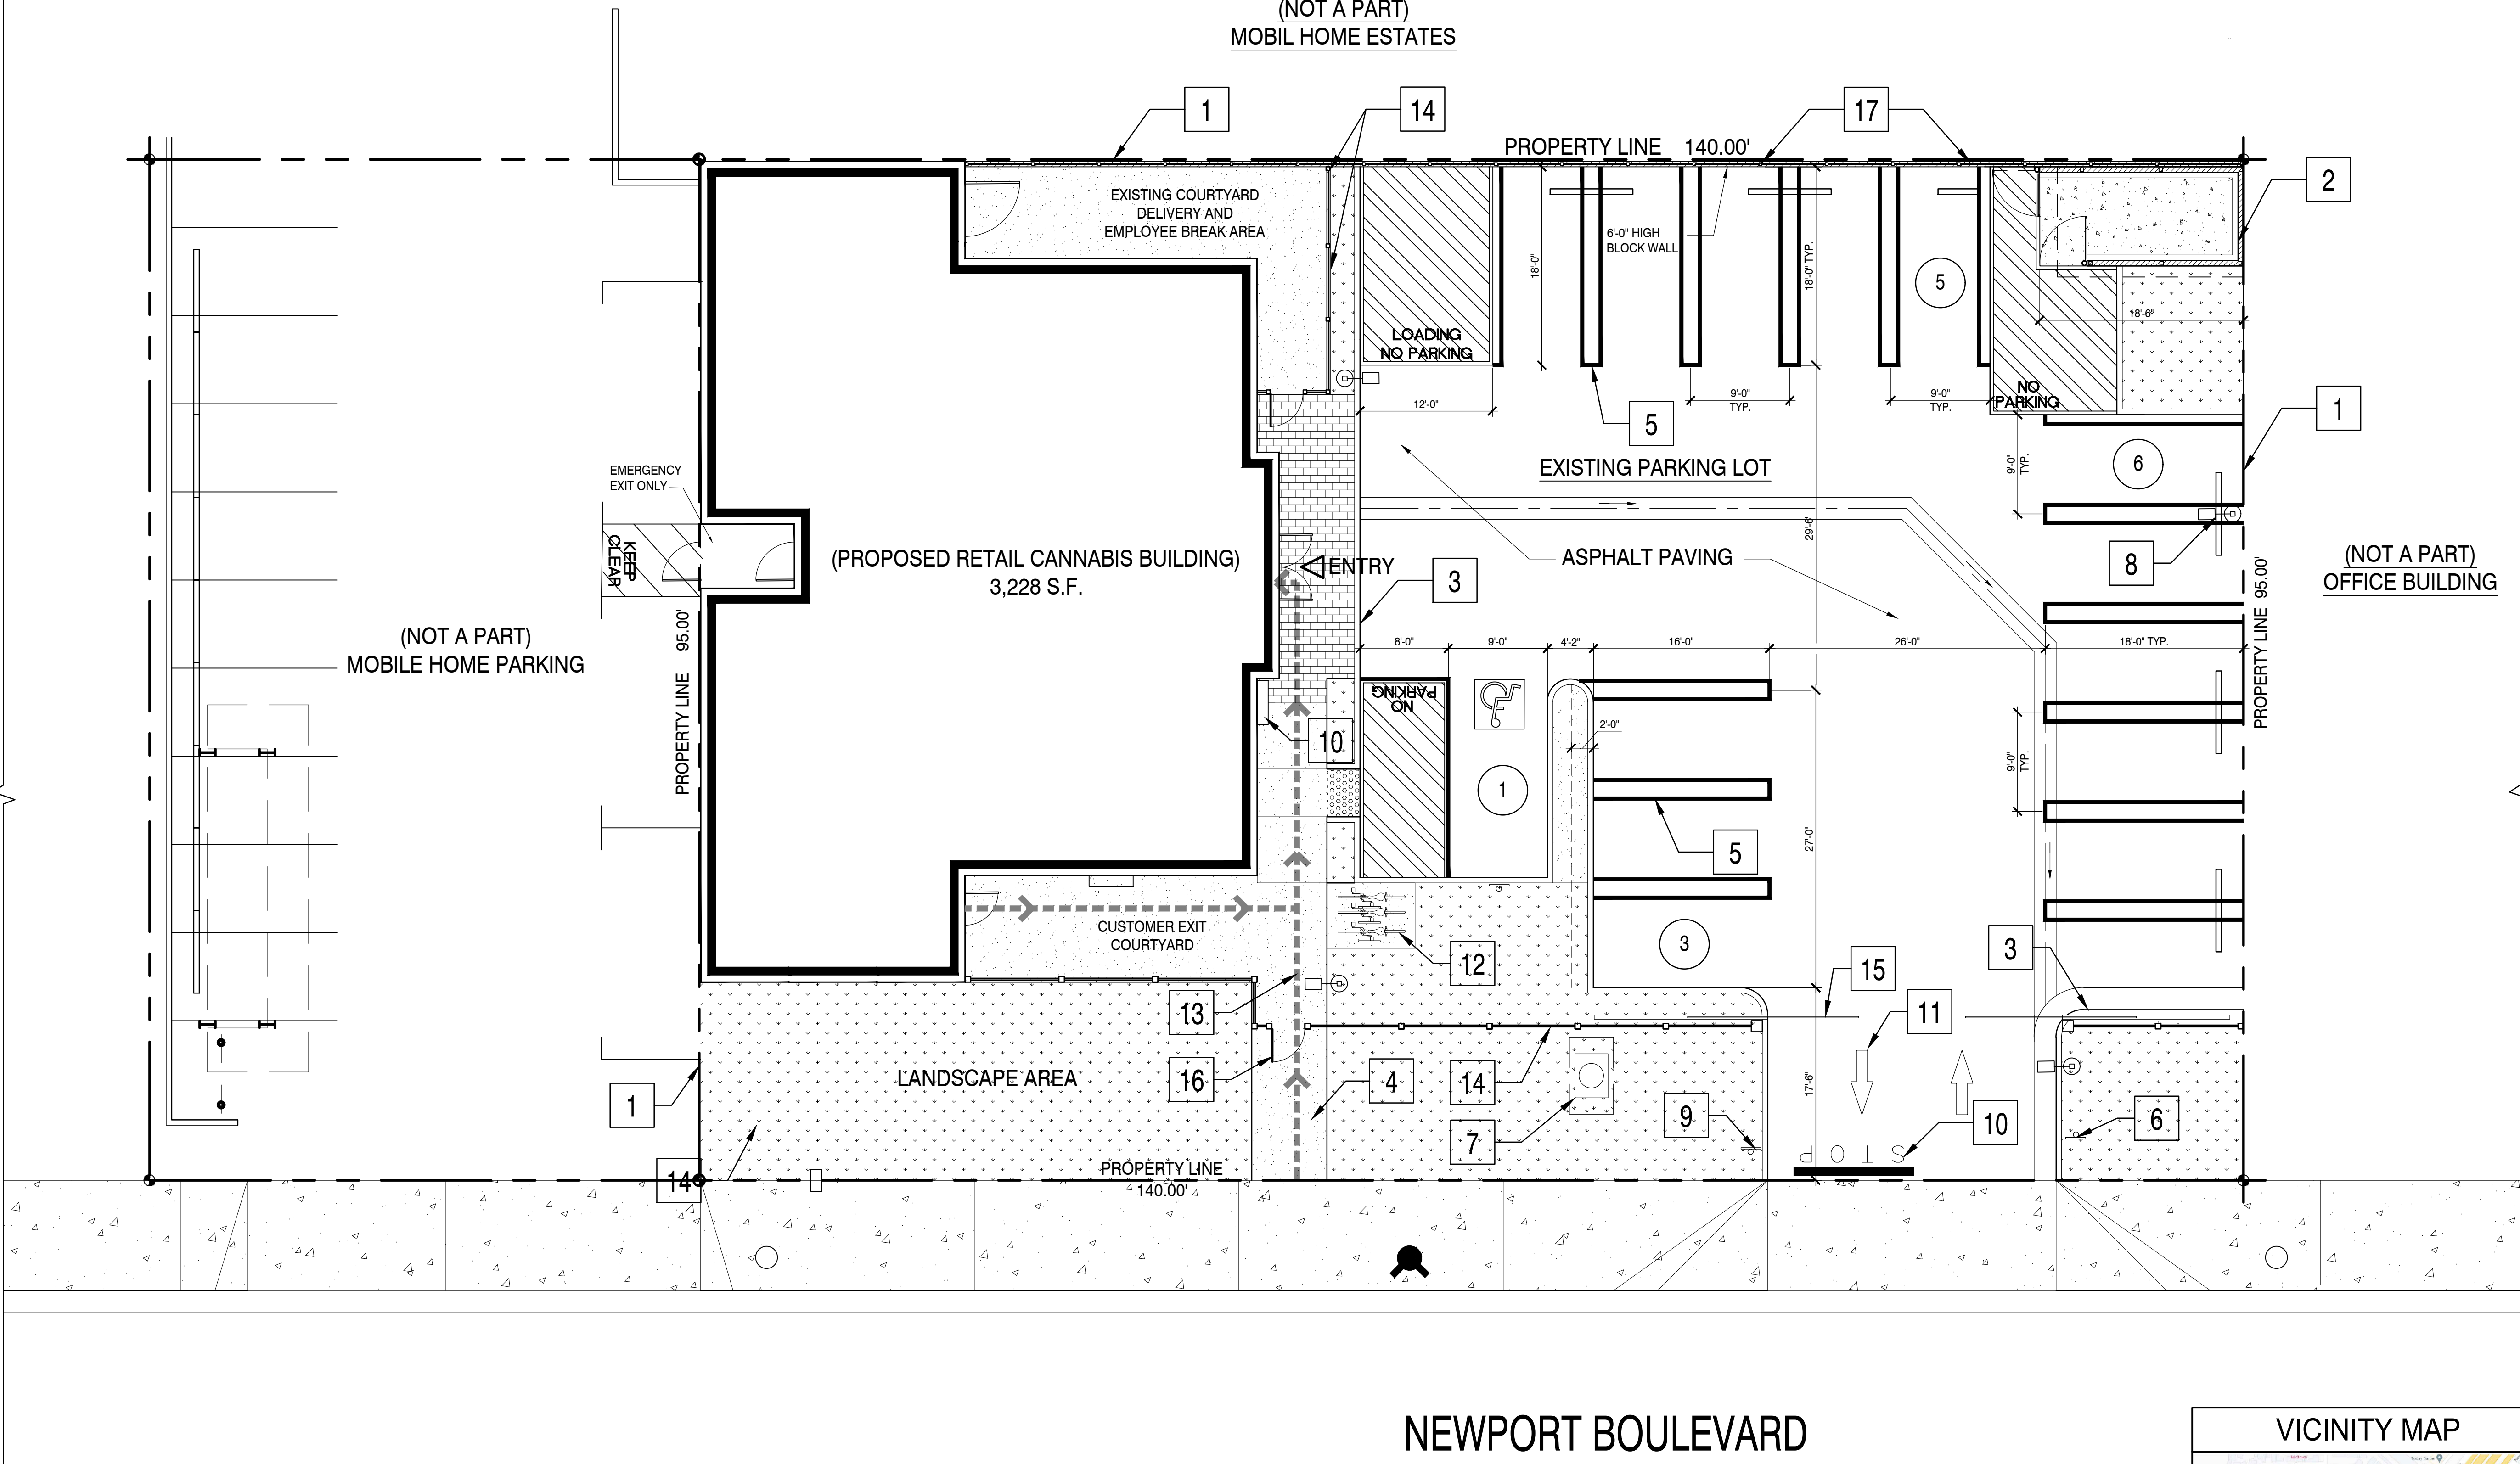 (NOT A PART)
MOBIL HOME ESTATES
1
14
17
2
PROPERTY LINE 140.00'
EXISTING COURTYARD
DELIVERY AND
EMPLOYEE BREAK AREA
6'-0" HIGH
BLOCK WALL
18'-0"
18'-0" TYP.
5
18'-6"
LOADING
NO PARKING
12'-0"
5
9'-0"
TYP.
9'-0"
TYP.
NO
PARKING
1
EXISTING PARKING LOT
9'-0"
TYP.
6
EMERGENCY
EXIT ONLY
KEEP
CLEAR
(PROPOSED RETAIL CANNABIS BUILDING)
3,228 S.F.
ENTRY
3
ASPHALT PAVING
29'-6"
8
(NOT A PART)
OFFICE BUILDING
PROPERTY LINE 95.00'
(NOT A PART)
MOBILE HOME PARKING
PROPERTY LINE 95.00'
8'-0"
9'-0"
4'-2"
16'-0"
26'-0"
18'-0" TYP.
NO
PARKING
10
2'-0"
1
9'-0"
TYP.
5
27'-0"
CUSTOMER EXIT
COURTYARD
12
3
3
15
13
11
LANDSCAPE AREA
16
4
14
7
9
17'-6"
STOP
10
6
1
14
PROPERTY LINE
140.00'
NEWPORT BOULEVARD
VICINITY MAP